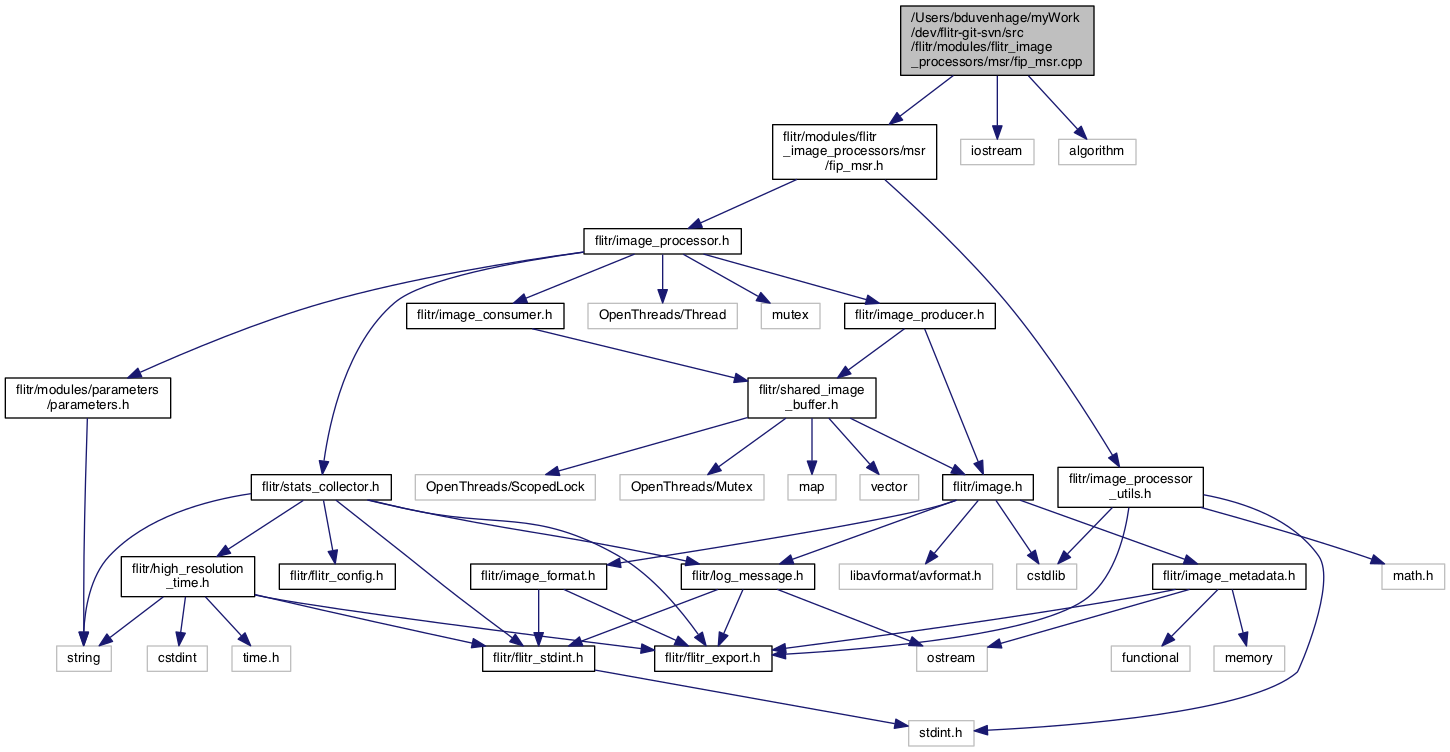 /Users/bduvenhage/myWork
/dev/flitr-git-svn/src
/flitr/modules/flitr_image
_processors/msr/fip_msr.cpp
flitr/modules/flitr
_image_processors/msr
/fip_msr.h
iostream
algorithm
flitr/image_processor.h
flitr/image_consumer.h
OpenThreads/Thread
mutex
flitr/image_producer.h
flitr/modules/parameters
/parameters.h
flitr/shared_image
_buffer.h
flitr/stats_collector.h
OpenThreads/ScopedLock
OpenThreads/Mutex
map
vector
flitr/image.h
flitr/image_processor
_utils.h
flitr/high_resolution
_time.h
flitr/flitr_config.h
flitr/image_format.h
flitr/log_message.h
libavformat/avformat.h
cstdlib
flitr/image_metadata.h
math.h
string
cstdint
time.h
flitr/flitr_stdint.h
flitr/flitr_export.h
ostream
functional
memory
stdint.h